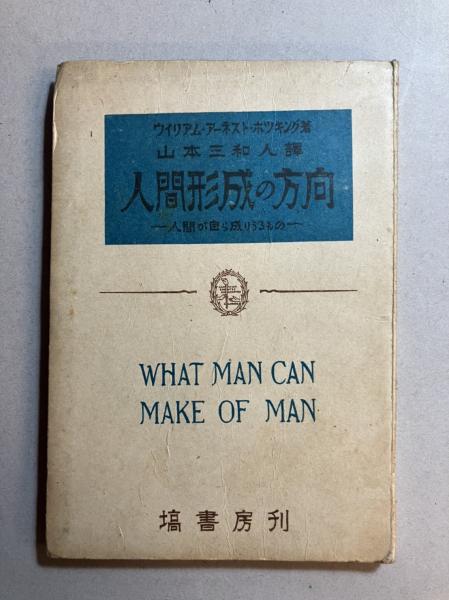 ウイリアム・アーネスト・ホツキング著
山本三和人譯
人間形成の方向
—人間が自ら成りうるもの—
WHAT MAN CAN
MAKE OF MAN
塙書房刊